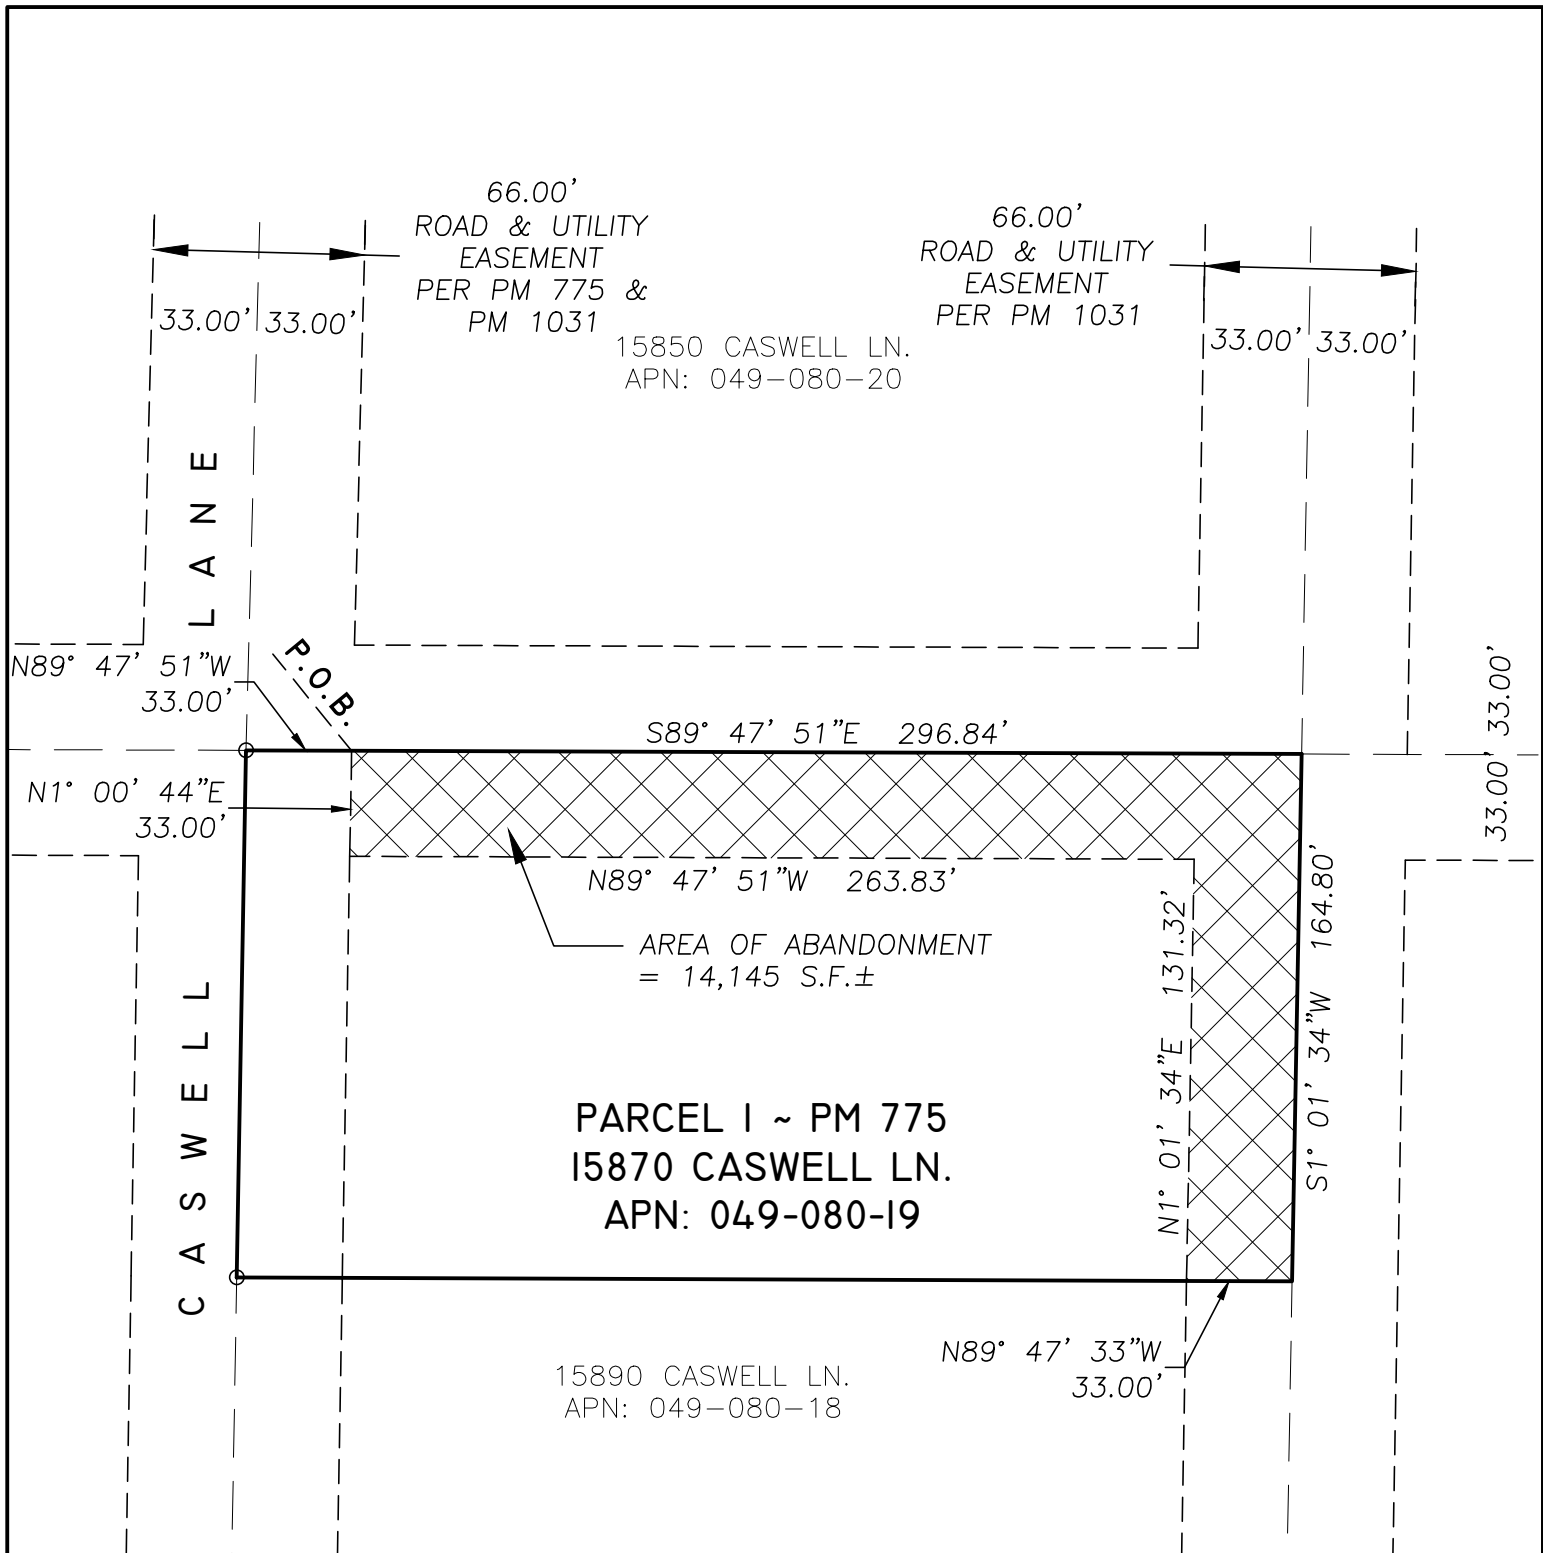 66.00'
ROAD & UTILITY
EASEMENT
PER PM 775 &
PM 1031
66.00'
ROAD & UTILITY
EASEMENT
PER PM 1031
33.00' 33.00'
33.00' 33.00'
15850 CASWELL LN.
APN: 049-080-20
CASWELL LANE
N89° 47' 51"W
33.00'
P.O.B.
S89° 47' 51"E 296.84'
33.00' 33.00'
N1° 00' 44"E
33.00'
N89° 47' 51"W 263.83'
AREA OF ABANDONMENT
= 14,145 S.F.±
N1° 01' 34"E 131.32'
S1° 01' 34"W 164.80'
PARCEL 1 ~ PM 775
15870 CASWELL LN.
APN: 049-080-19
N89° 47' 33"W
33.00'
15890 CASWELL LN.
APN: 049-080-18